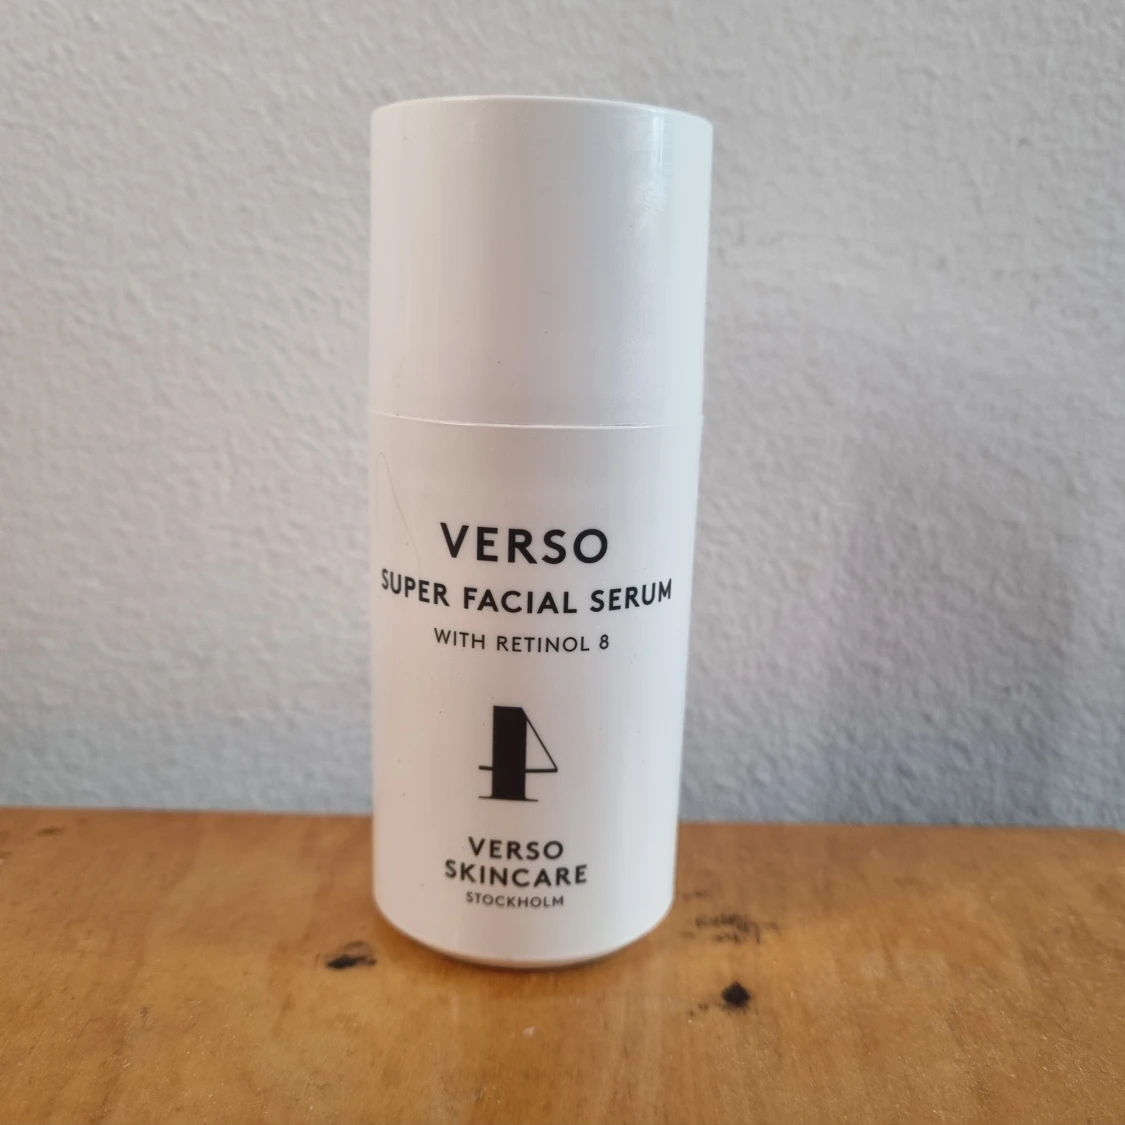 VERSO
SUPER FACIAL SERUM
WITH RETINOL 8
4
VERSO
SKINCARE
STOCKHOLM